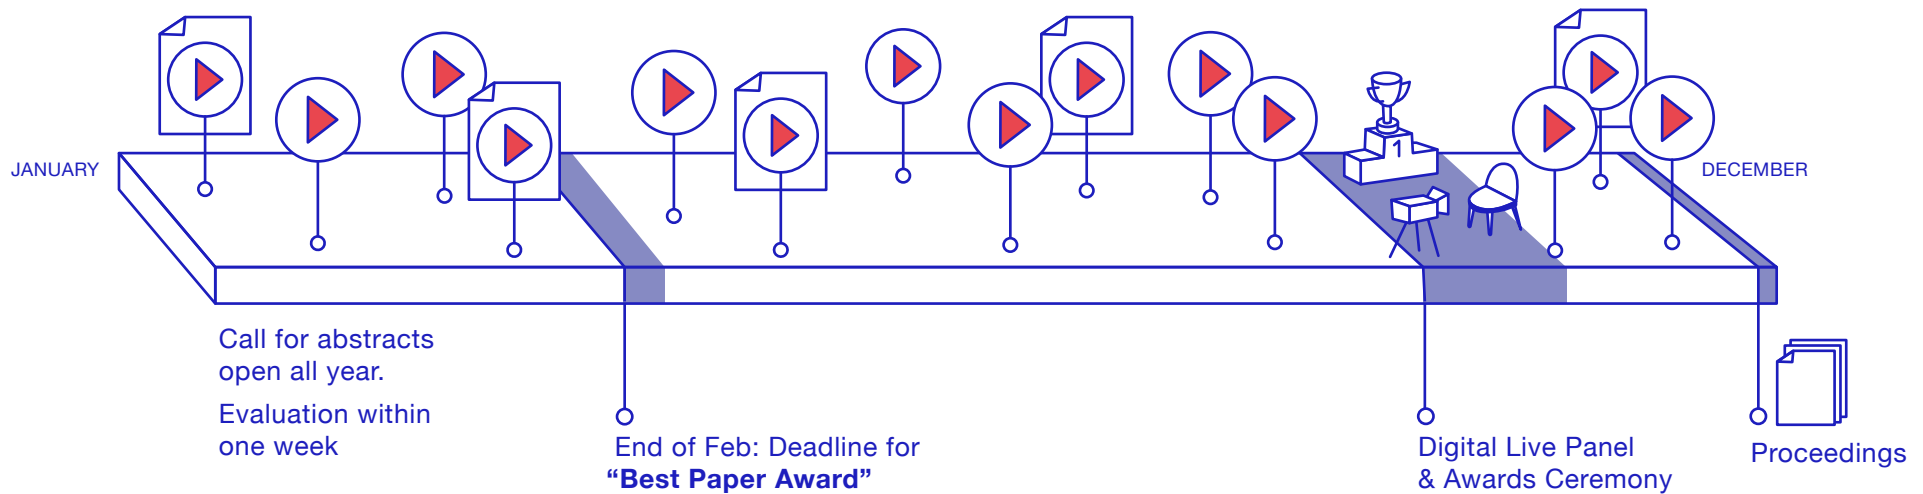 JANUARY
1
DECEMBER
Call for abstracts
open all year.
Evaluation within
one week
End of Feb: Deadline for
“Best Paper Award”
Digital Live Panel
& Awards Ceremony
Proceedings